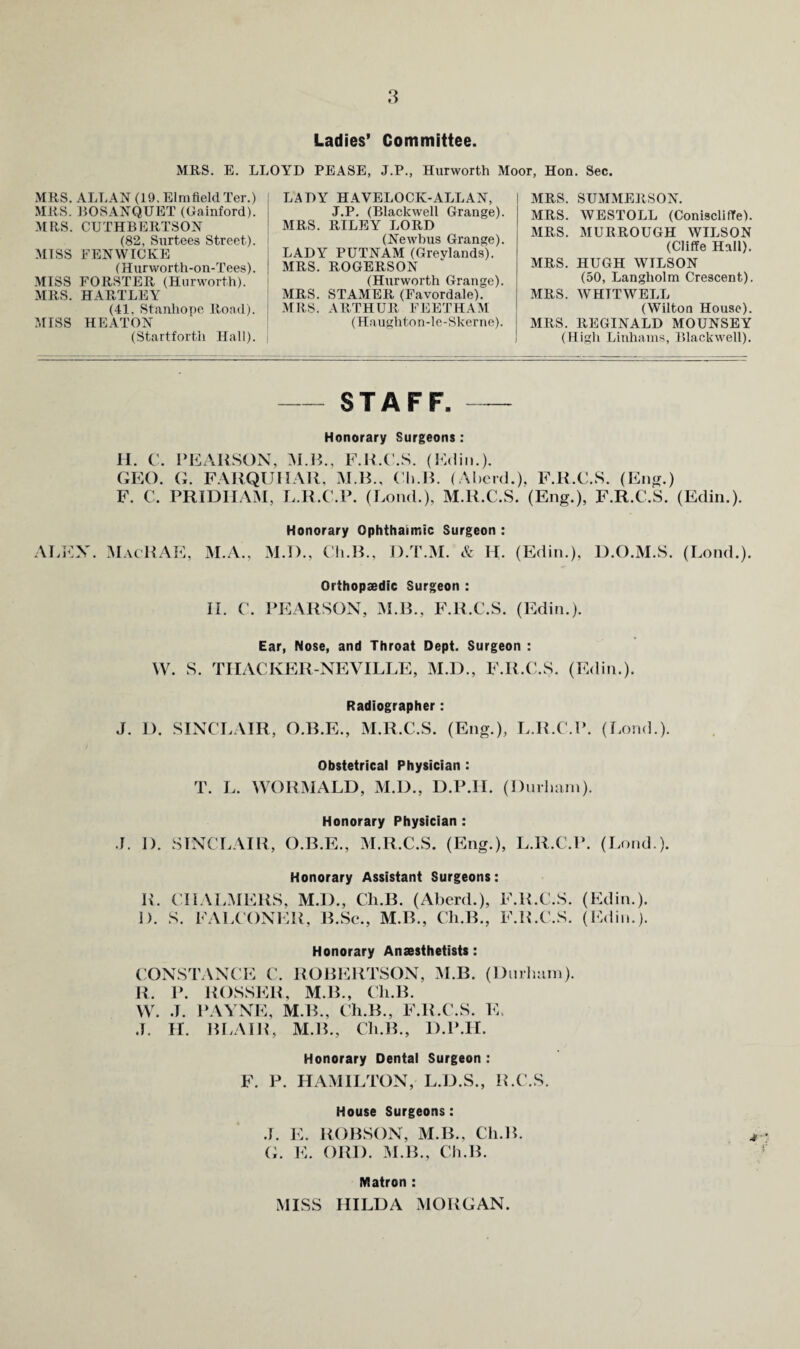 3
Ladies' Committee.
MRS. E. LLOYD PEASE, J.P., Hurworth Moor, Hon. Sec.
MRS. ALLAN (19. Elmfield Ter.)
MRS. BOSANQUET (Gainford).
MRS. CUTHBERTSON
(82, Surtees Street).
MISS FENWICKE
(Hurworth-on-Tees).
MISS FORSTER (Hurworth).
MRS. HARTLEY
(41, Stanhope Road).
MISS HEATON
(Startforth Hall).
LADY HAVELOCK-ALLAN,
J.P. (Blackwell Grange).
MRS. RILEY LORD
(Newbus Grange).
LADY PUTNAM (Greylands).
MRS. ROGERSON
(Hurworth Grange).
MRS. STAMER (Favordale).
MRS. ARTHUR FEETHAM
(Haughton-le-Skerne).
MRS. SUMMERSON.
MRS. WESTOLL (Coniscliffe).
MRS. MURROUGH WILSON
(Cliffe Hall).
MRS. HUGH WILSON
(50, Langholm Crescent).
MRS. WHITWELL
(Wilton House).
MRS. REGINALD MOUNSEY
(High Linhams, Blackwell).
—— STAFF. ——
Honorary Surgeons :
H. C. PEARSON, M.B., F.R.C.S. (Edin.).
GEO. G. FARQUHAR, M.B., Ch.B. (Aberd.), F.R.C.S. (Eng.)
F. C. PRIDHAM, L.R.C.P. (Lond.), M.R.C.S. (Eng.), F.R.C.S. (Edin.).
Honorary Ophthalmic Surgeon :
ALEX. MacRAE, M.A., M.D., Ch.B., D.T.M. & H. (Edin.), D.O.M.S. (Lond.).
Orthopædic Surgeon :
H. C. PEARSON, M.B., F.R.C.S. (Edin.).
Ear, Nose, and Throat Dept. Surgeon :
W. S. THACKER-NEVILLE, M.D., F.R.C.S. (Edin.).
Radiographer :
J. D. SINCLAIR, O.B.E., M.R.C.S. (Eng.), L.R.C.P. (Lond.).
Obstetrical Physician :
T. L. WORMALD, M.D., D.P.H. (Durham).
Honorary Physician :
J. D. SINCLAIR, O.B.E., M.R.C.S. (Eng.), L.R.C.P. (Lond.).
Honorary Assistant Surgeons:
R. CHALMERS, M.D., Ch.B. (Aberd.), F.R.C.S. (Edin.).
D. S. FALCONER, B.Sc., M.B., Ch.B., F.R.C.S. (Edin.).
Honorary Anæsthetists :
CONSTANCE C. ROBERTSON, M.B. (Durham).
R. P. ROSSER, M.B., Ch.B.
W. J. PAYNE, M.B., Ch.B., F.R.C.S. E.
J. H. BLAIR, M.B., Ch.B., D.P.H.
Honorary Dental Surgeon :
F. P. HAMILTON, L.D.S., R.C.S.
House Surgeons :
J. E. ROBSON, M.B., Ch.B.
G. E. ORD. M.B., Ch.B.
Matron :
MISS HILDA MORGAN.